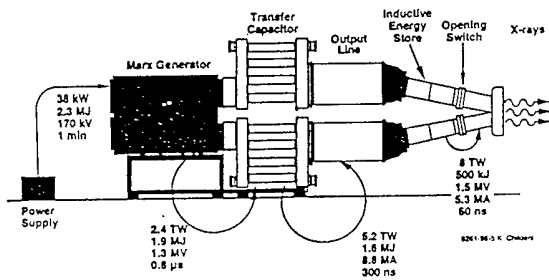 Transfer
Capacitor
Output
Line
Inductive
Energy
Store
Opening
Switch
X-rays
Marx Generator
38 kW
2.3 MJ
170 kV
1 min
Power
Supply
2.4 TW
1.9 MJ
1.3 MV
0.8 μs
5.2 TW
1.6 MJ
8.8 MA
300 ns
8 TW
500 kJ
1.5 MV
5.3 MA
60 ns